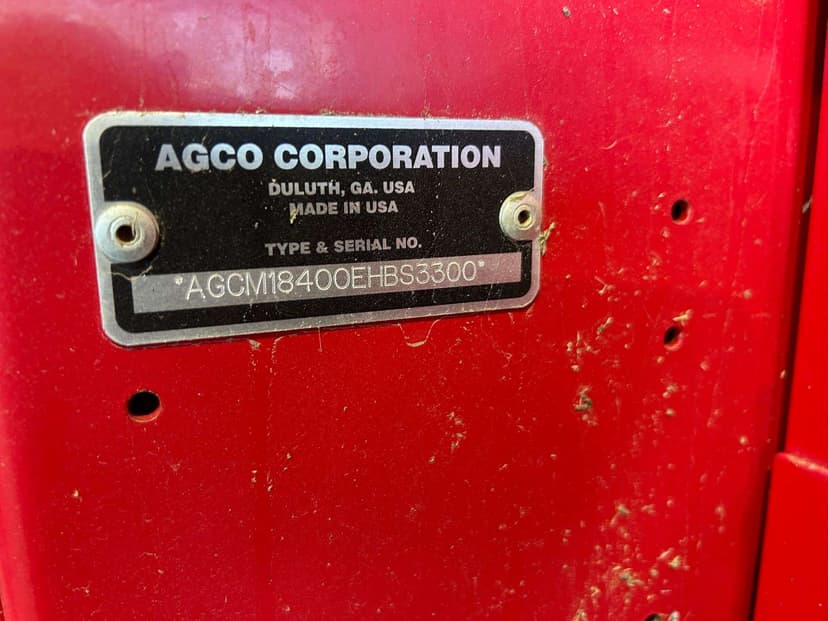 AGCO CORPORATION
DULUTH, GA. USA
MADE IN USA
TYPE & SERIAL NO.
*AGCM18400EHBS3300*